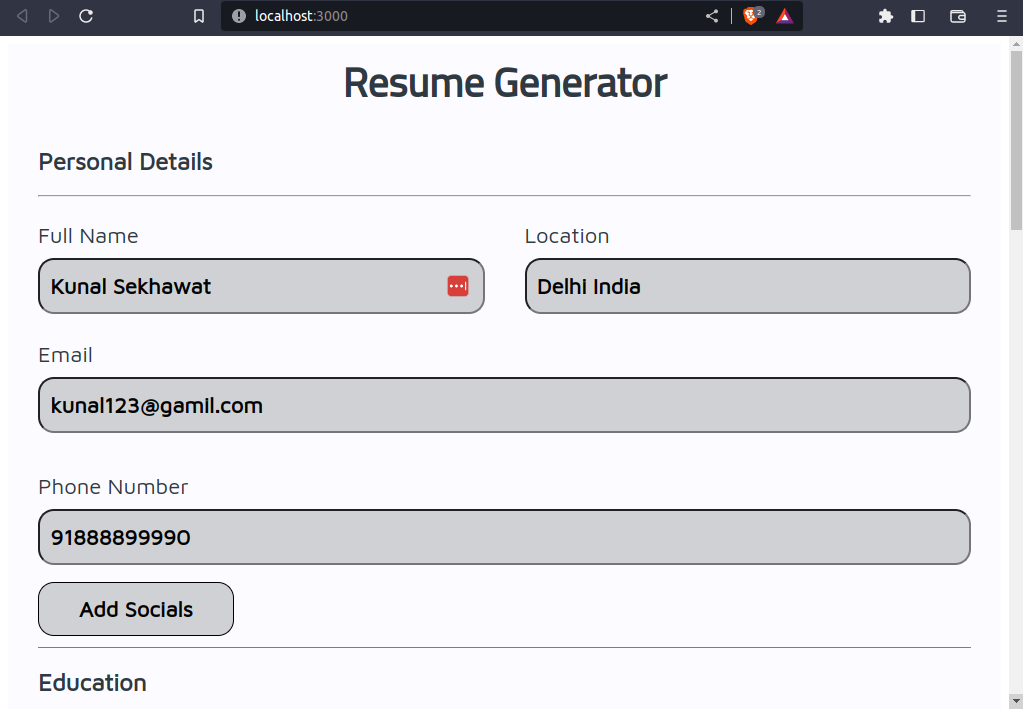 localhost:3000
2
Resume Generator
Personal Details
Full Name
Location
Kunal Sekhawat
Delhi India
Email
kunal123@gamil.com
Phone Number
91888899990
Add Socials
Education